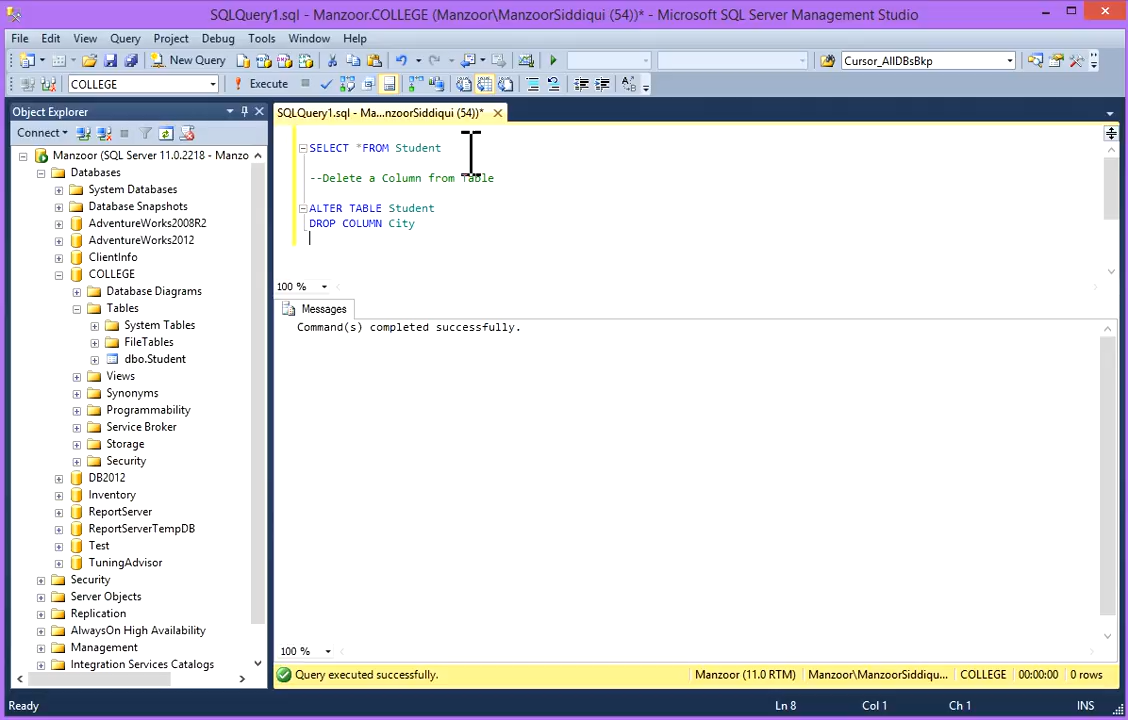 SQLQuery1.sql - Manzoor.COLLEGE (Manzoor\ManzoorSiddiqui (54))* - Microsoft SQL Server Management Studio
File Edit View Query Project Debug Tools Window Help
New Query Cursor_AllDBsBkp
COLLEGE ! Execute
Object Explorer
SQLQuery1.sql - Ma...nzoorSiddiqui (54))*
Connect
Manzoor (SQL Server 11.0.2218 - Manzo
Databases
System Databases
Database Snapshots
AdventureWorks2008R2
AdventureWorks2012
ClientInfo
COLLEGE
Database Diagrams
Tables
System Tables
FileTables
dbo.Student
Views
Synonyms
Programmability
Service Broker
Storage
Security
DB2012
Inventory
ReportServer
ReportServerTempDB
Test
TuningAdvisor
Security
Server Objects
Replication
AlwaysOn High Availability
Management
Integration Services Catalogs
SELECT *FROM Student
--Delete a Column from Table
ALTER TABLE Student
DROP COLUMN City
100 %
Messages
Command(s) completed successfully.
100 %
Query executed successfully. Manzoor (11.0 RTM) Manzoor\ManzoorSiddiqu... COLLEGE 00:00:00 0 rows
Ready Ln 8 Col 1 Ch 1 INS